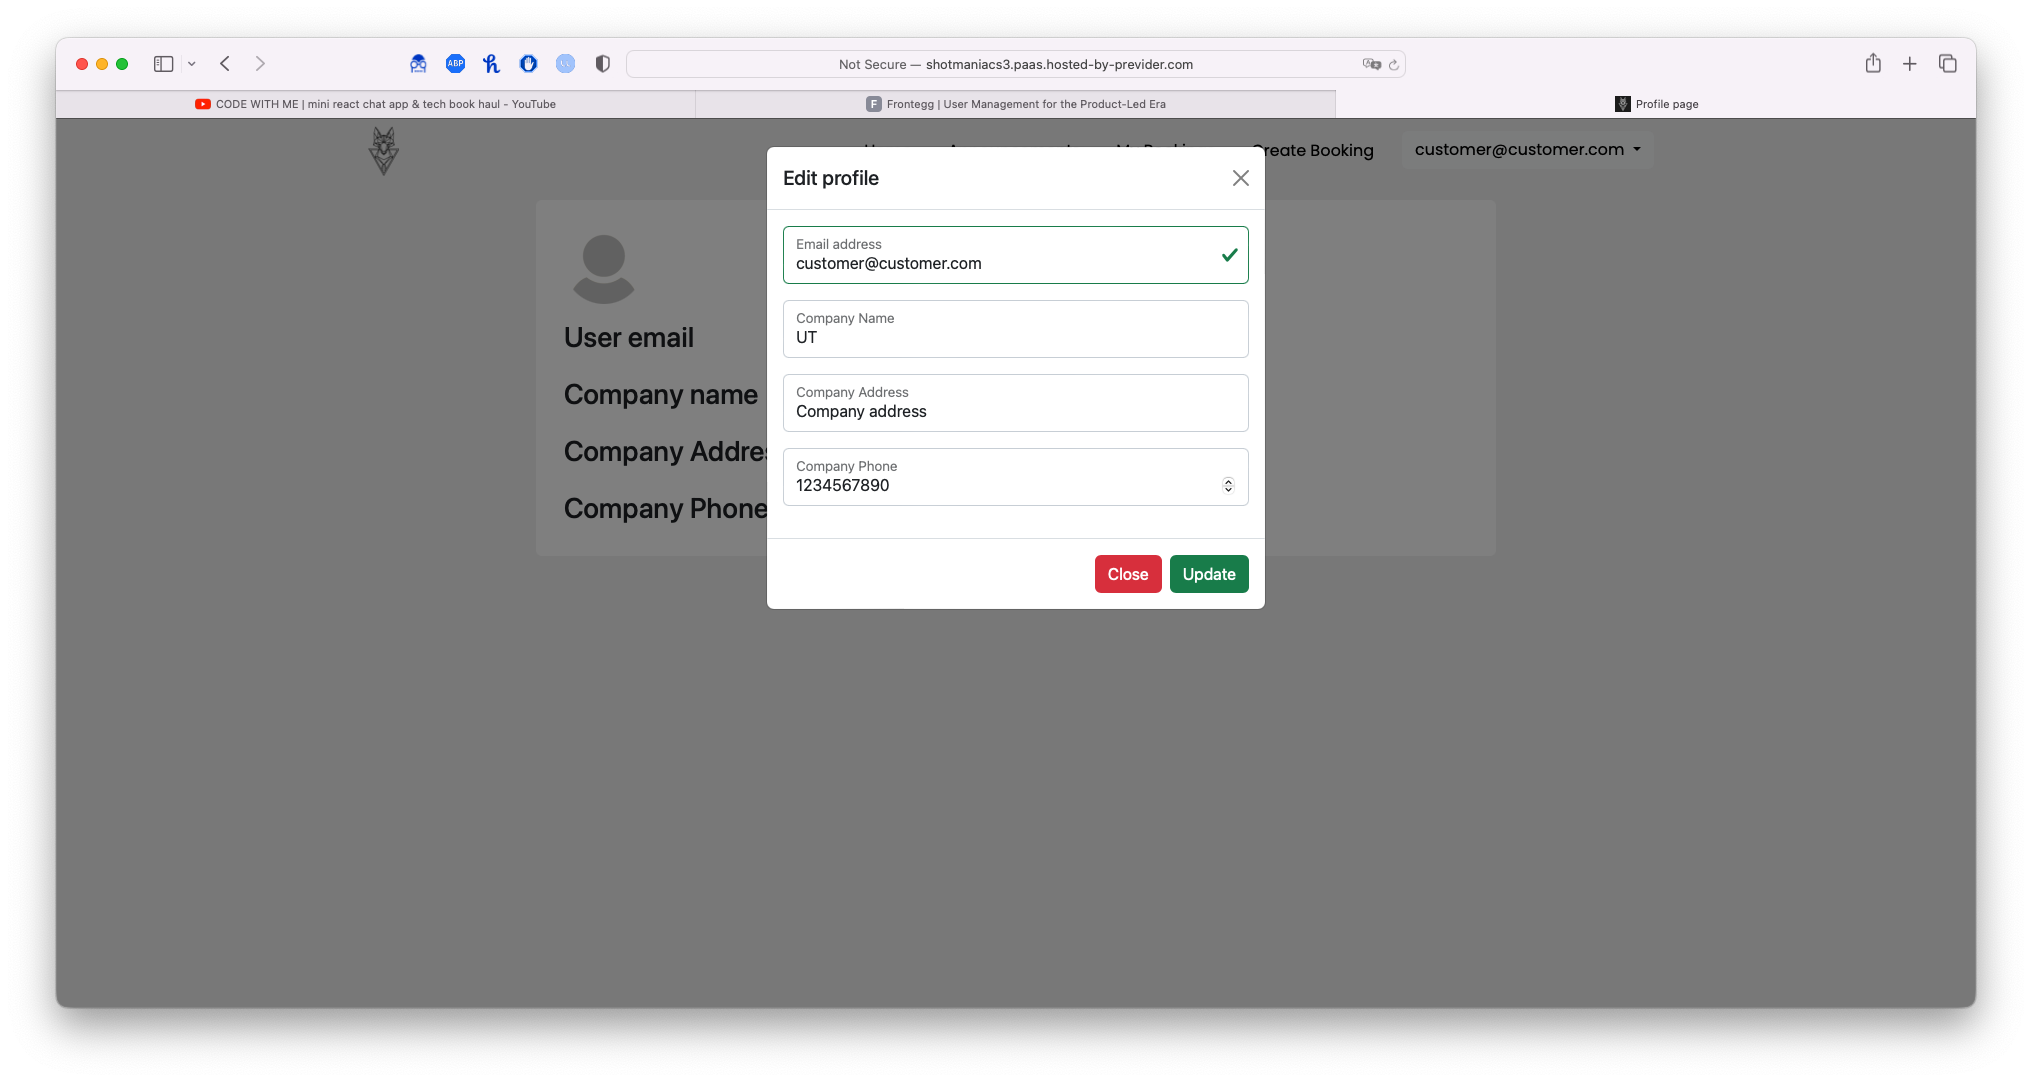 ABP
Not Secure — shotmaniacs3.paas.hosted-by-previder.com
CODE WITH ME | mini react chat app & tech book haul - YouTube
F Frontegg | User Management for the Product-Led Era
Profile page
Create Booking
customer@customer.com
Edit profile
Email address
customer@customer.com
User email
Company Name
UT
Company name
Company Address
Company address
Company
Company Phone
1234567890
Company Phone
Close
Update